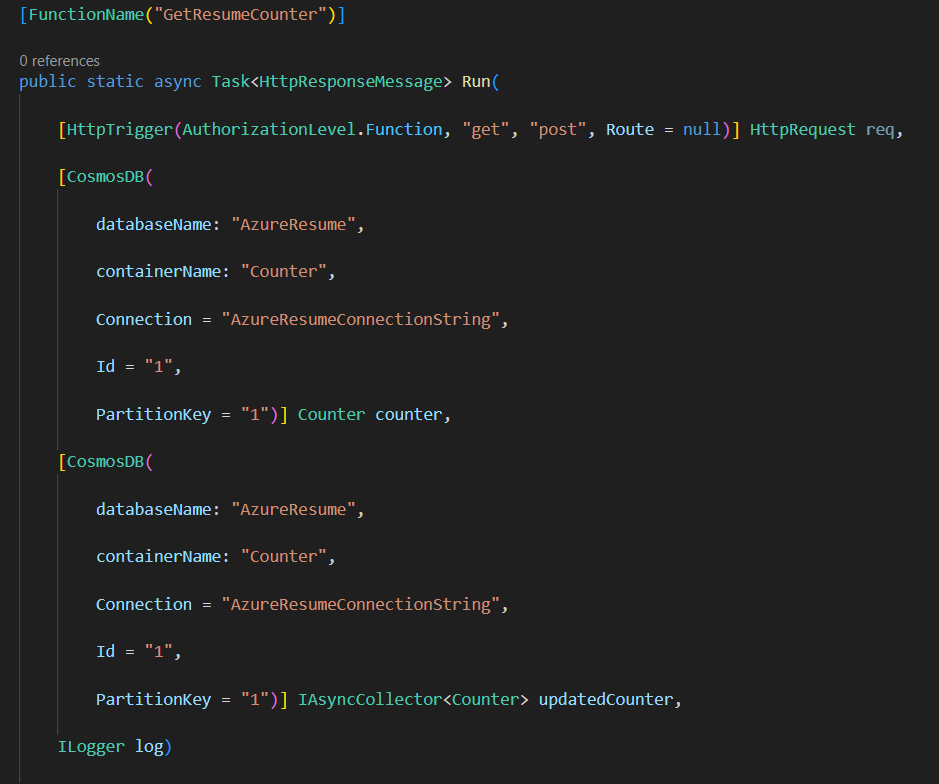 [FunctionName("GetResumeCounter")]
0 references
public static async Task<HttpResponseMessage> Run(
[HttpTrigger(AuthorizationLevel.Function, "get", "post", Route = null)] HttpRequest req,
[CosmosDB(
databaseName: "AzureResume",
containerName: "Counter",
Connection = "AzureResumeConnectionString",
Id = "1",
PartitionKey = "1")] Counter counter,
[CosmosDB(
databaseName: "AzureResume",
containerName: "Counter",
Connection = "AzureResumeConnectionString",
Id = "1",
PartitionKey = "1")] IAsyncCollector<Counter> updatedCounter,
ILogger log)